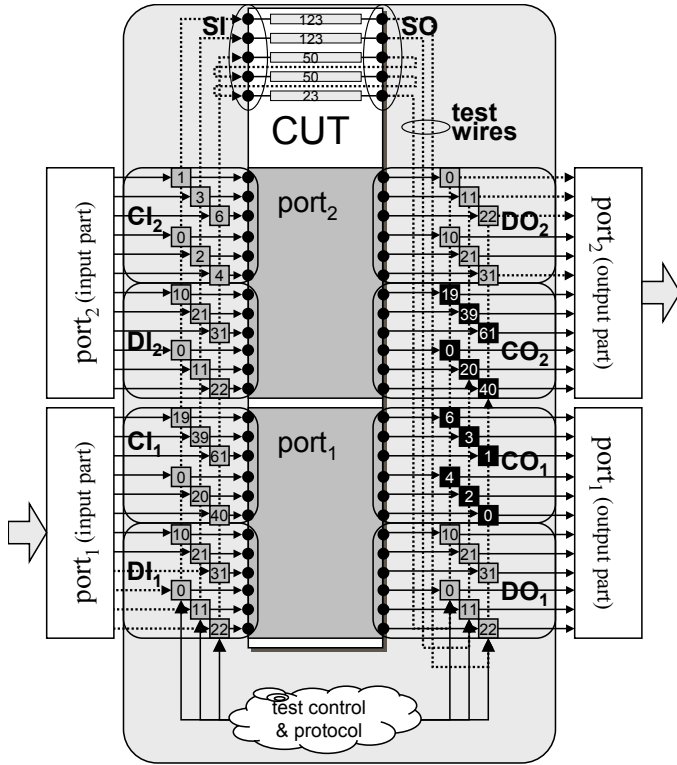 SI 123 SO
123
50
50
23
CUT
test
wires
1 0
3 11
CI2 6 port2 22 DO2
0 10
2 21
4 31
10 19
21 39
DI2 31 61 CO2
0 0
11 20
22 40
port2 (input part)
port2 (output part)
19 6
CI1 39 port1 3
61 1 CO1
0 4
20 2
40 0
10 10
21 21
DI1 31 31
0 0 DO1
11 11
22 22
port1 (input part)
port1 (output part)
test control
& protocol